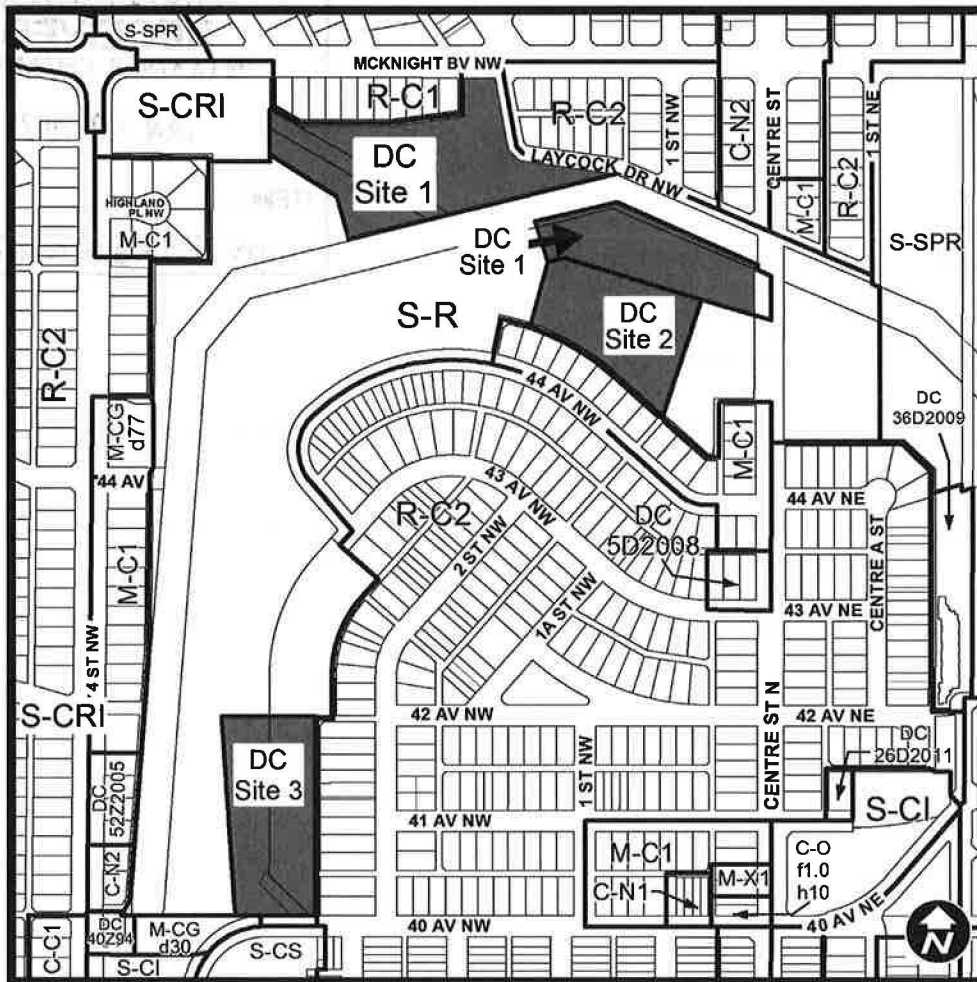 S-SPR
MCKNIGHT BV NW
S-CRI
R-C1
R-C2
1 ST NW
C-N2
CENTRE ST
1 ST NE
DC
Site 1
LAYCOCK DR NW
M-C1
R-C2
HIGHLAND
PL NW
M-C1
S-SPR
DC
Site 1
S-R
DC
Site 2
R-C2
44 AV NW
DC
36D2009
M-CG
d77
M-C1
44 AV
43 AV NW
44 AV NE
R-C2
DC
5D2008
CENTRE A ST
2 ST NW
M-C1
1A ST NW
43 AV NE
4 ST NW
S-CRI
42 AV NW
42 AV NE
DC
26D2011
DC
Site 3
CENTRE ST N
1 ST NW
DC
52Z2005
S-CI
41 AV NW
M-C1
C-O
f1.0
h10
C-N2
M-X1
C-N1
40 AV NE
DC
40Z94
M-CG
d30
40 AV NW
C-C1
S-CI
S-CS
N